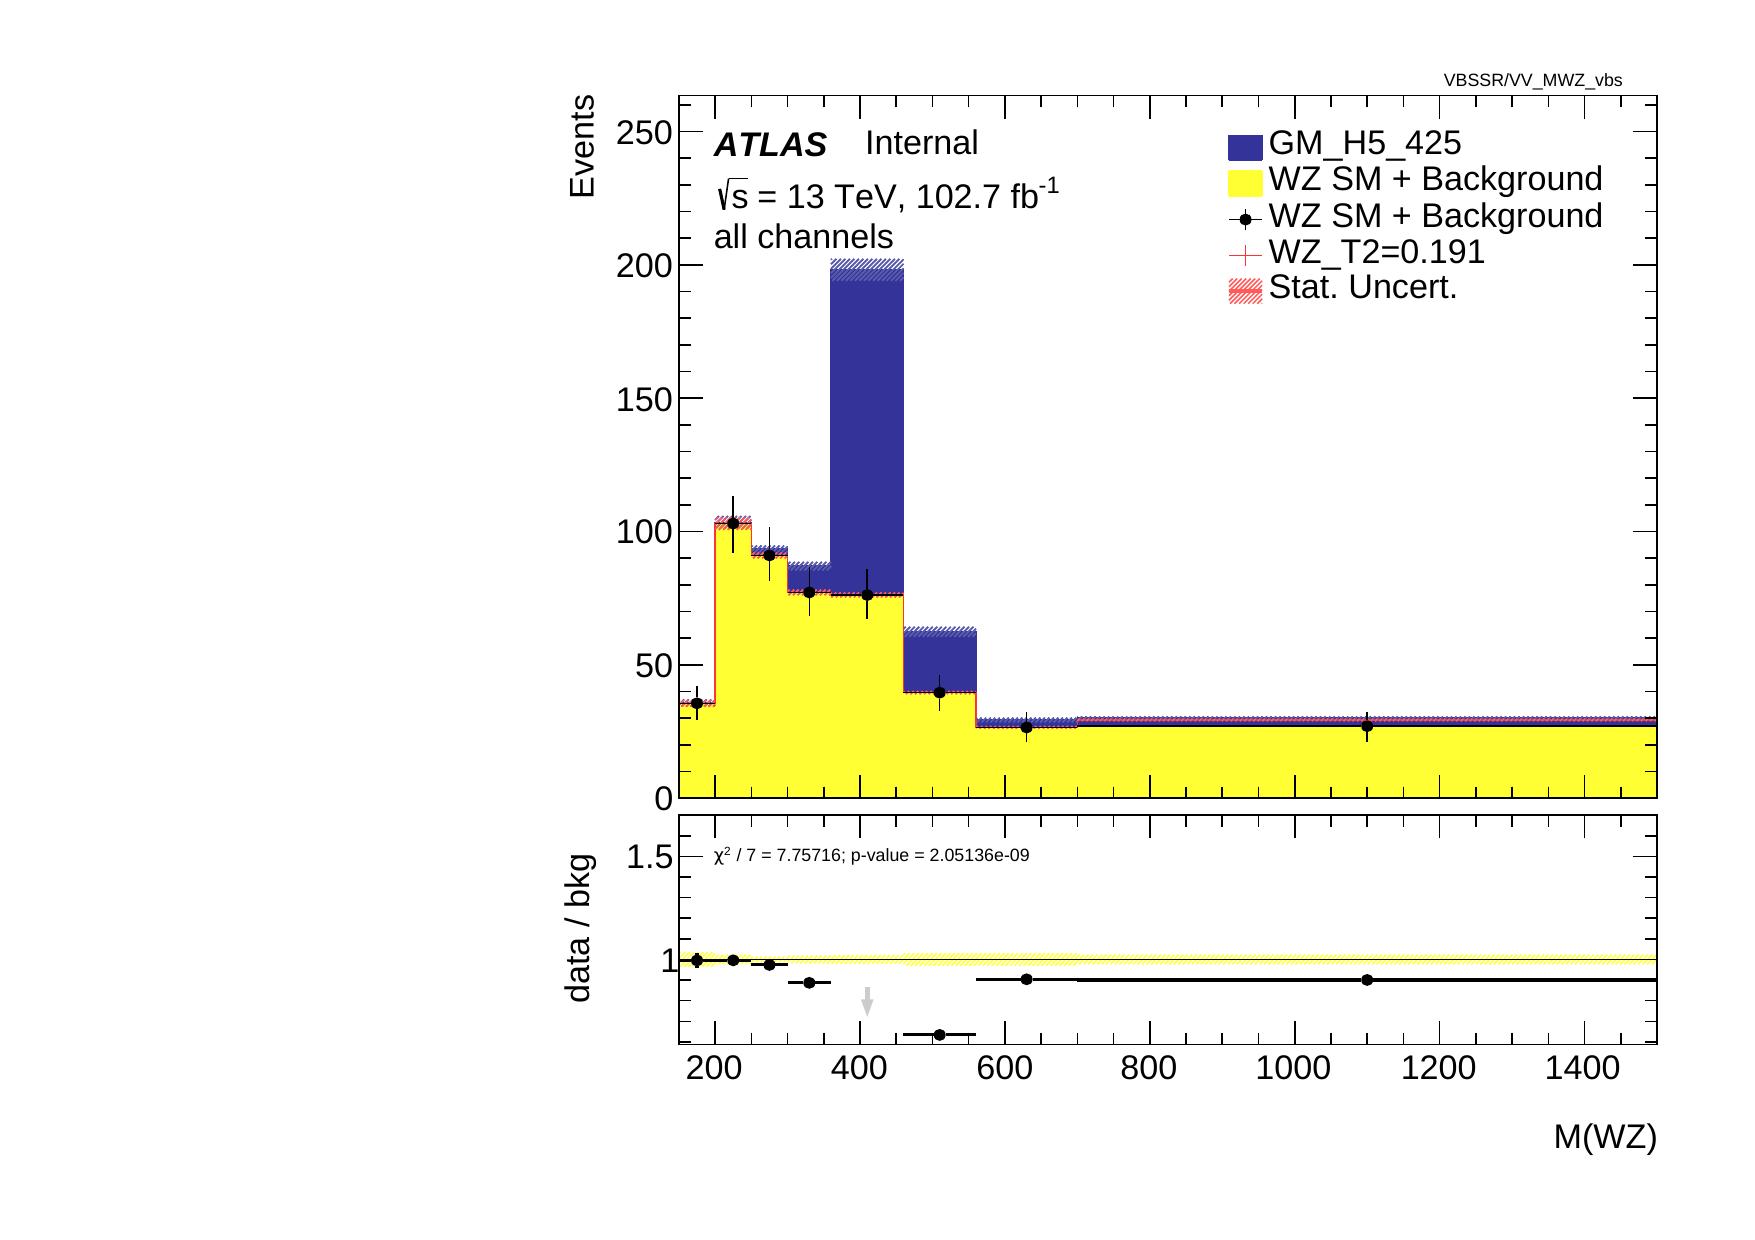 VBSSR/VV_MWZ_vbs
Events
250
200
150
100
50
0
ATLAS Internal
√s = 13 TeV, 102.7 fb⁻¹
all channels
GM_H5_425
WZ SM + Background
WZ SM + Background
WZ_T2=0.191
Stat. Uncert.
data / bkg
1.5
1
χ² / 7 = 7.75716; p-value = 2.05136e-09
200 400 600 800 1000 1200 1400
M(WZ)